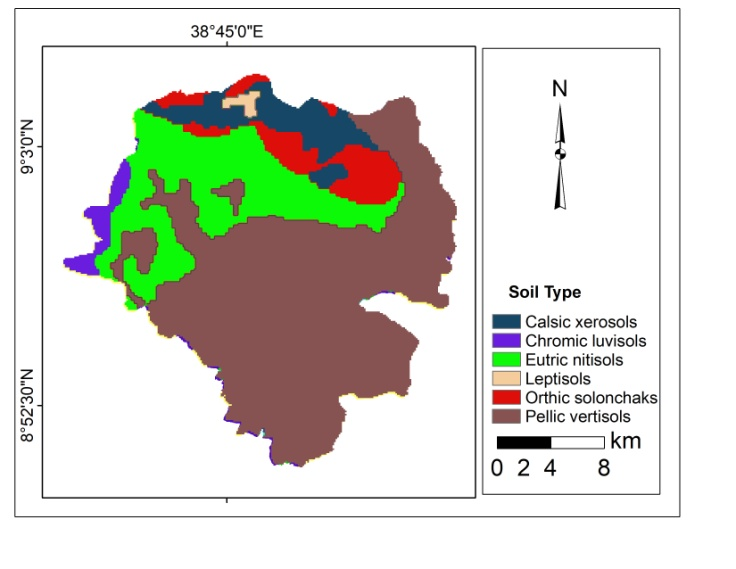 38°45'0"E
9°3'0"N
8°52'30"N
N
Soil Type
Calsic xerosols
Chromic luvisols
Eutric nitisols
Leptisols
Orthic solonchaks
Pellic vertisols
km
0 2 4 8